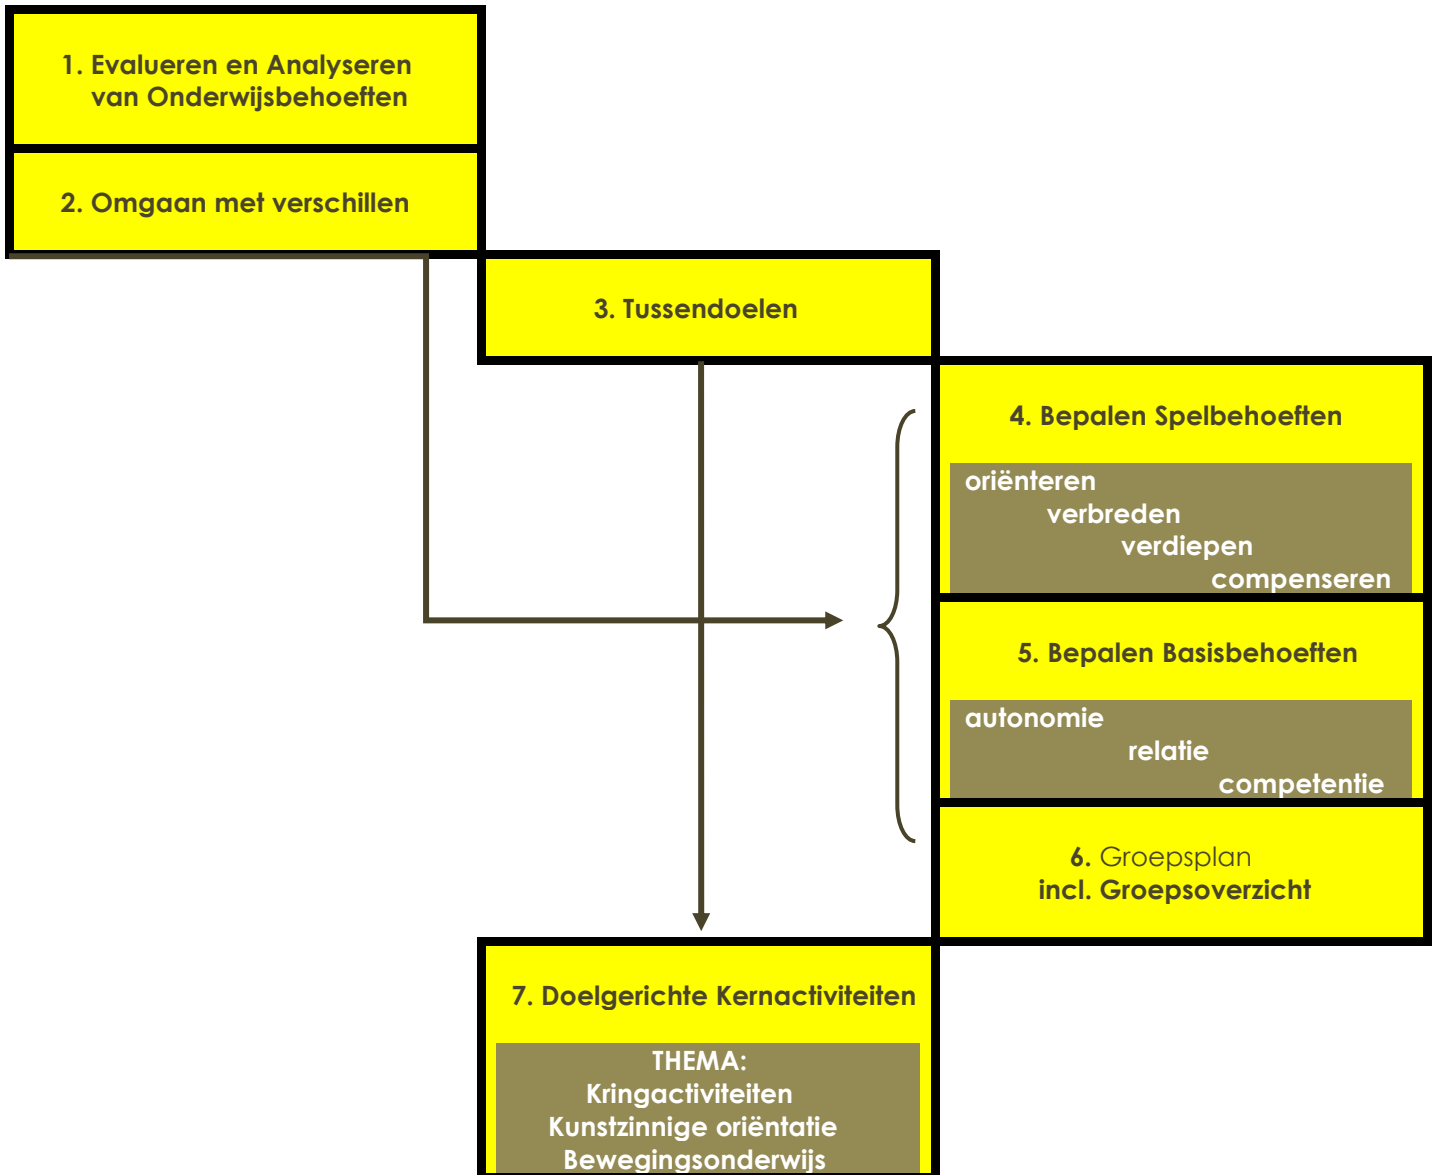 1. Evalueren en Analyseren
van Onderwijsbehoeften
2. Omgaan met verschillen
3. Tussendoelen
4. Bepalen Spelbehoeften
oriënteren
verbreden
verdiepen
compenseren
5. Bepalen Basisbehoeften
autonomie
relatie
competentie
6. Groepsplan
incl. Groepsoverzicht
7. Doelgerichte Kernactiviteiten
THEMA:
Kringactiviteiten
Kunstzinnige oriëntatie
Bewegingsonderwijs